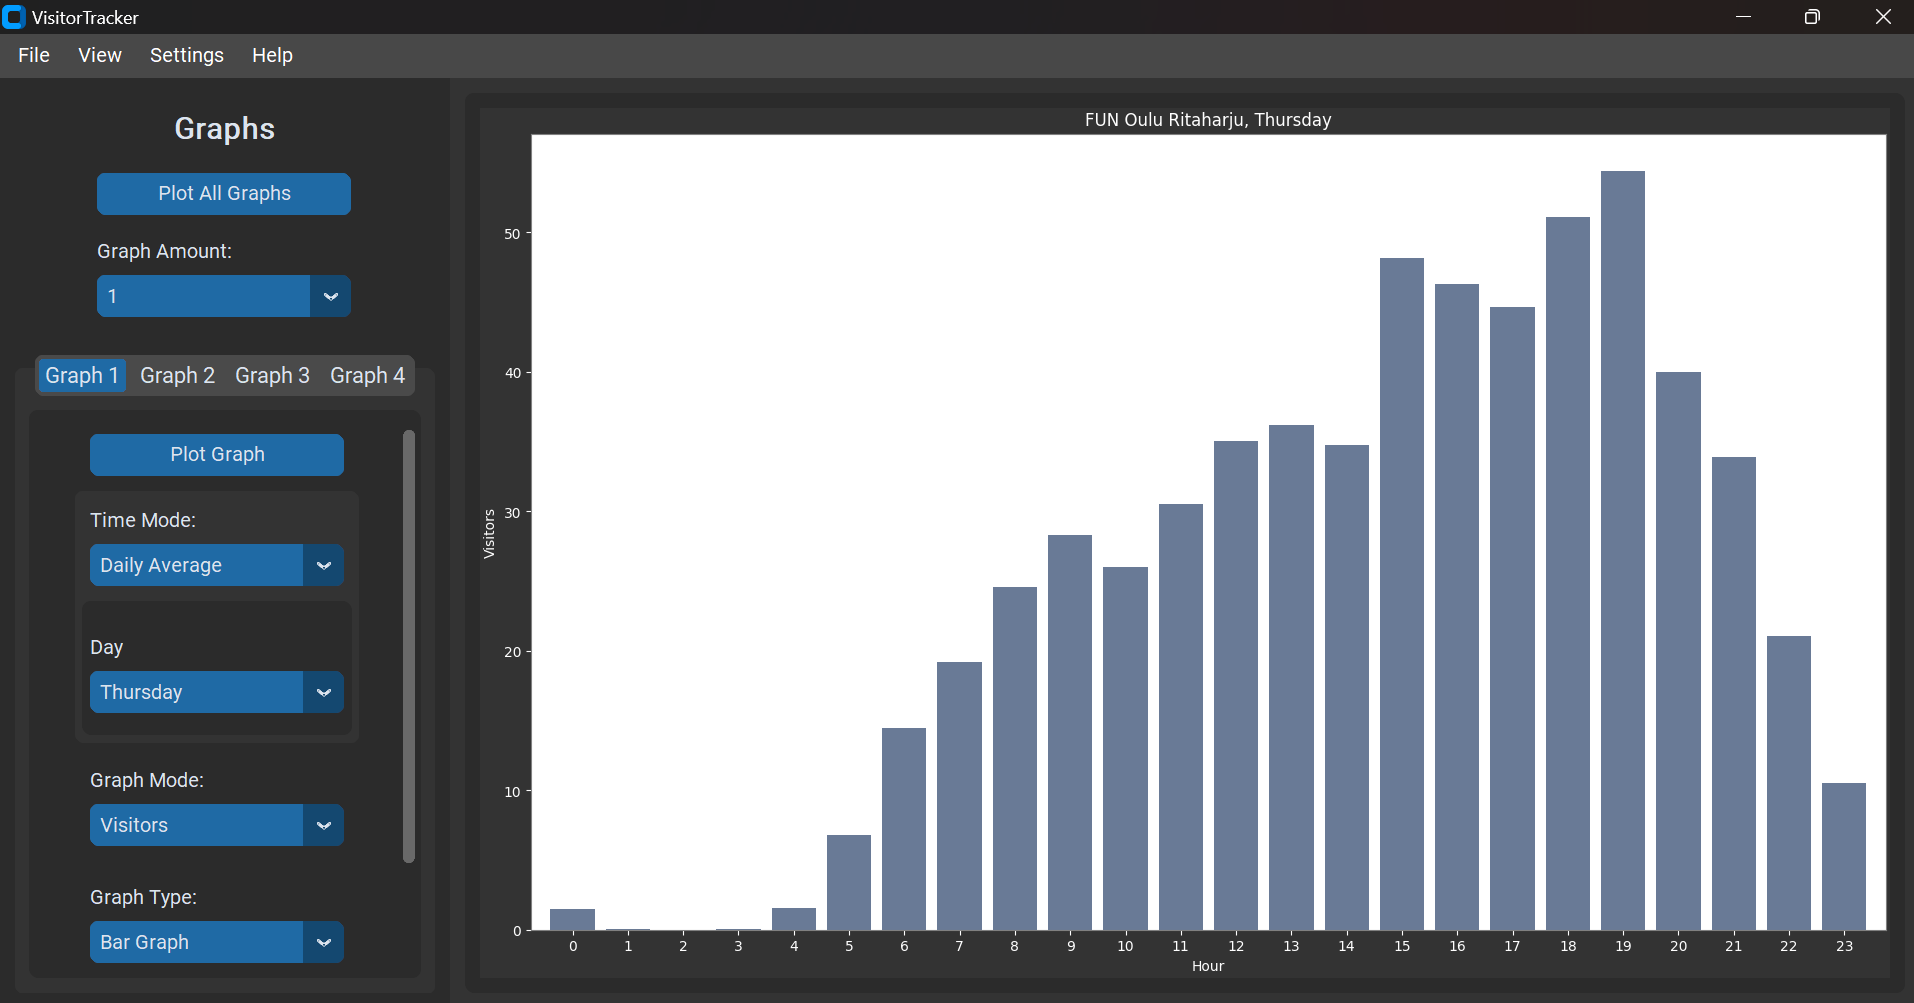 VisitorTracker
File View Settings Help
Graphs
Plot All Graphs
Graph Amount:
1
Graph 1 Graph 2 Graph 3 Graph 4
Plot Graph
Time Mode:
Daily Average
Day
Thursday
Graph Mode:
Visitors
Graph Type:
Bar Graph
FUN Oulu Ritaharju, Thursday
Visitors
50
40
30
20
10
0
0 1 2 3 4 5 6 7 8 9 10 11 12 13 14 15 16 17 18 19 20 21 22 23
Hour